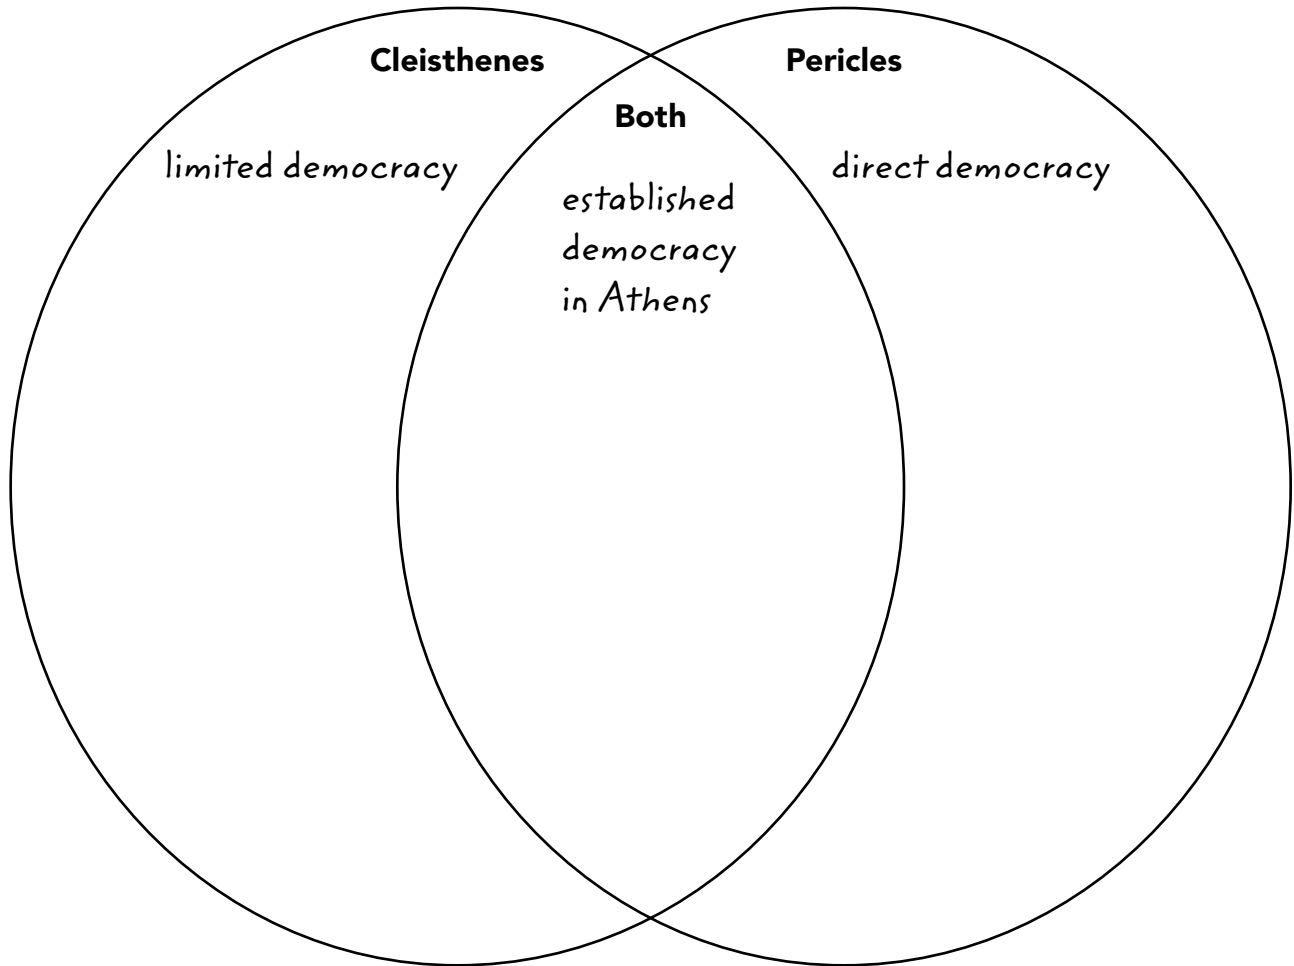 Cleisthenes
Pericles
Both
limited democracy
direct democracy
established
democracy
in Athens